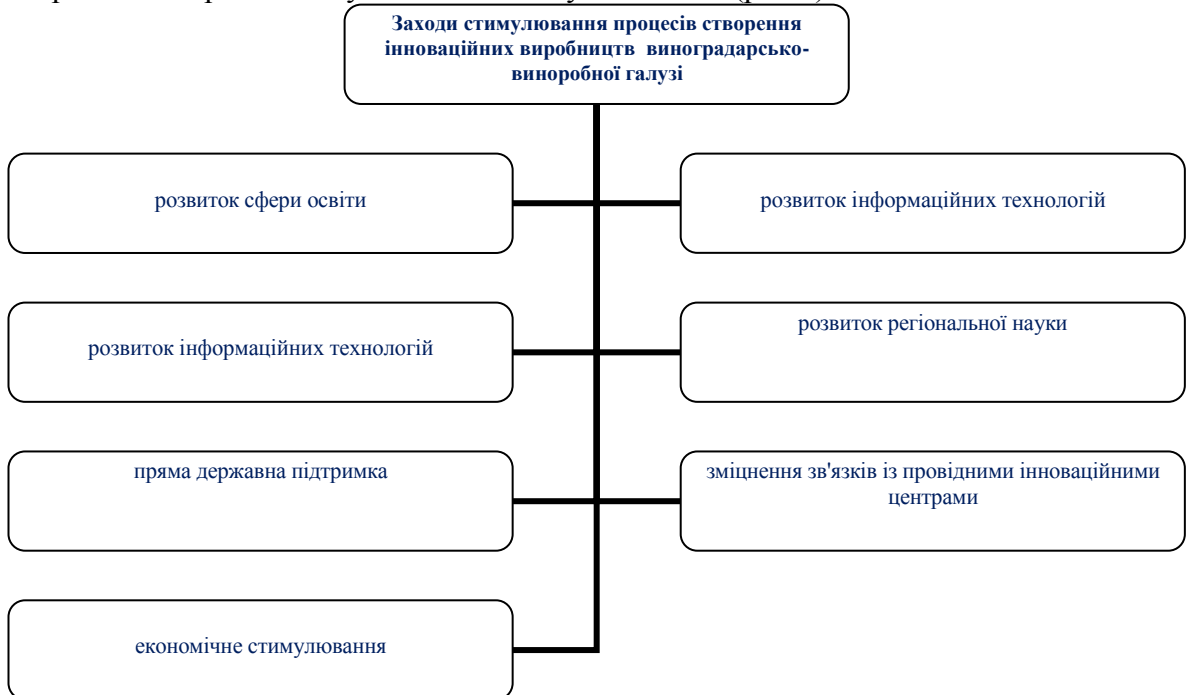 Заходи стимулювання процесів створення
інноваційних виробництв виноградарсько-
виноробної галузі
розвиток сфери освіти
розвиток інформаційних технологій
розвиток інформаційних технологій
розвиток регіональної науки
пряма державна підтримка
зміцнення зв'язків із провідними інноваційними
центрами
економічне стимулювання